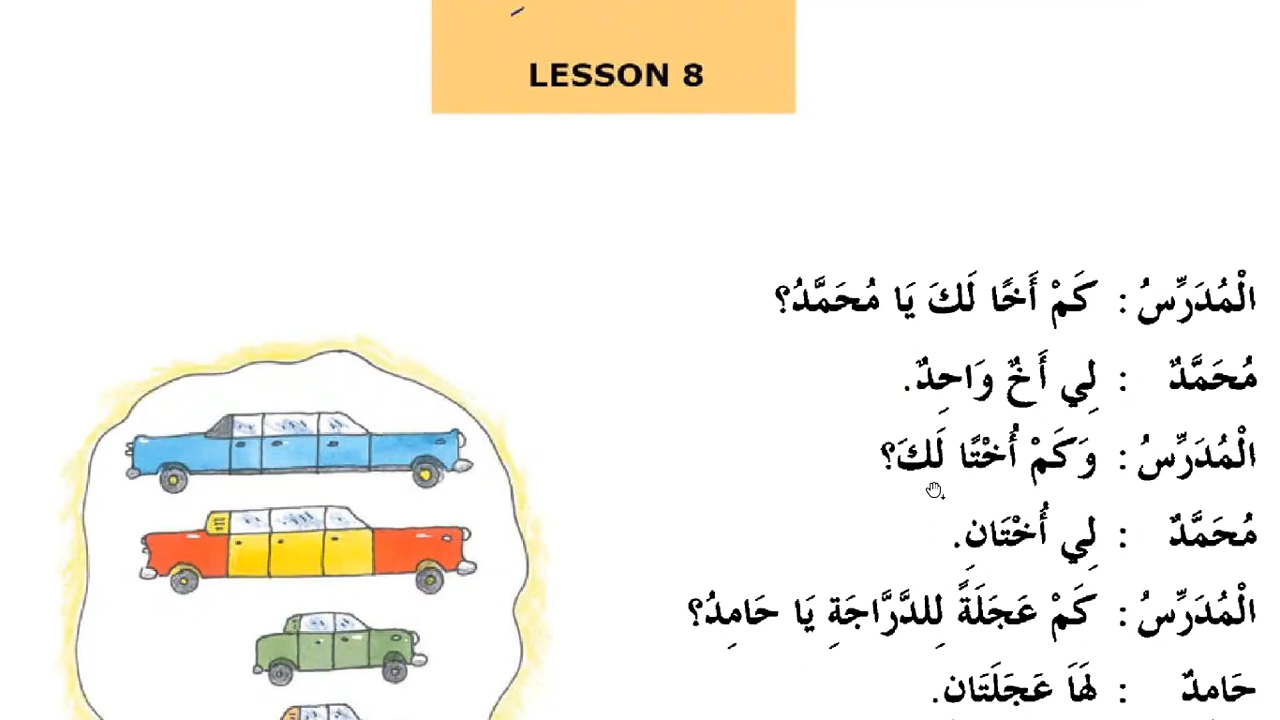 LESSON 8
الْمُدَرِّسُ : كَمْ أَخًا لَكَ يَا مُحَمَّدُ؟
مُحَمَّدٌ : لِي أَخٌ وَاحِدٌ.
الْمُدَرِّسُ : وَكَمْ أُخْتًا لَكَ؟
مُحَمَّدٌ : لِي أُخْتَانِ.
الْمُدَرِّسُ : كَمْ عَجَلَةً لِلدَّرَّاجَةِ يَا حَامِدُ؟
حَامِدٌ : لَهَا عَجَلَتَانِ.